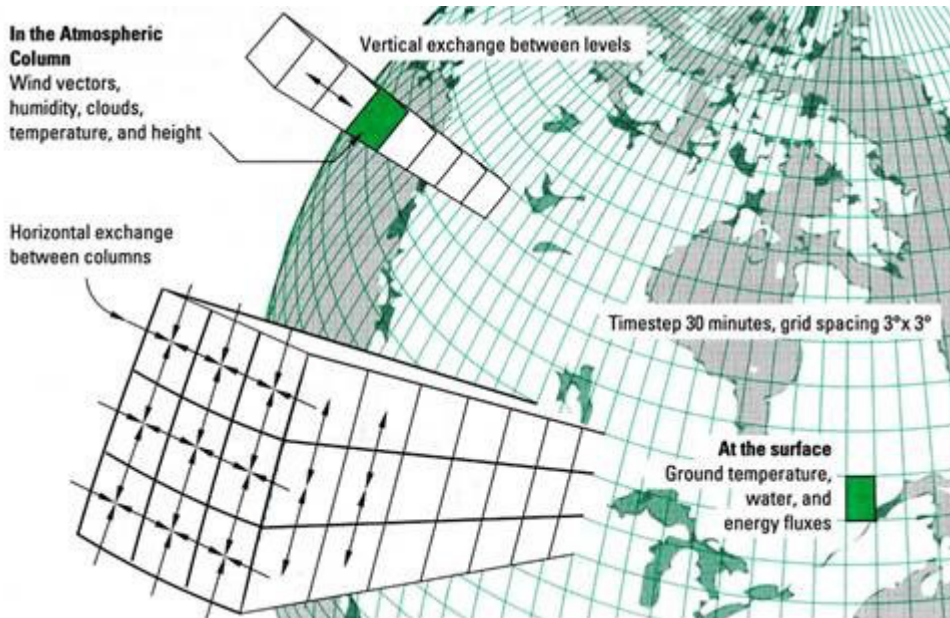 In the Atmospheric
Column
Wind vectors,
humidity, clouds,
temperature, and height
Vertical exchange between levels
Horizontal exchange
between columns
Timestep 30 minutes, grid spacing 3°x 3°
At the surface
Ground temperature,
water, and
energy fluxes